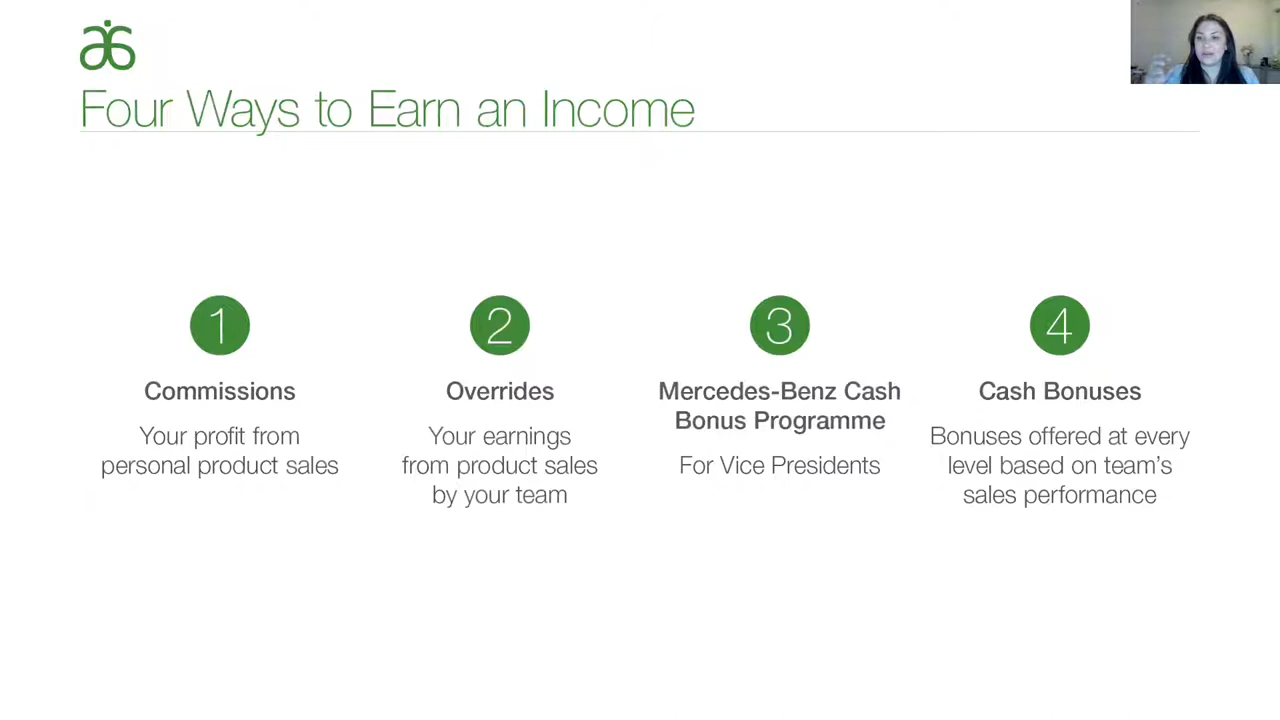 Four Ways to Earn an Income
1
Commissions
Your profit from
personal product sales
2
Overrides
Your earnings
from product sales
by your team
3
Mercedes-Benz Cash
Bonus Programme
For Vice Presidents
4
Cash Bonuses
Bonuses offered at every
level based on team's
sales performance